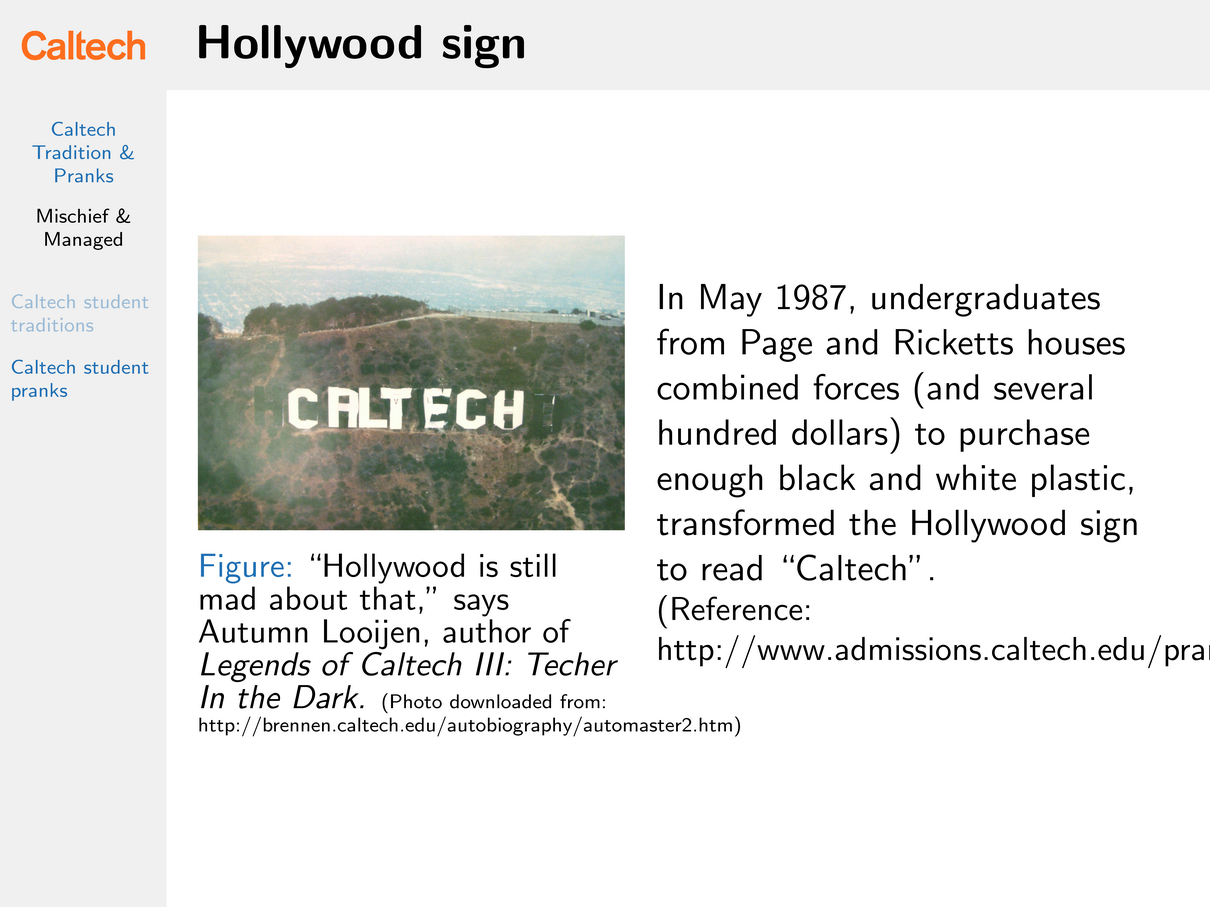 Caltech
Hollywood sign
Caltech
Tradition &
Pranks
Mischief &
Managed
Caltech student
traditions
Caltech student
pranks
CALTECH
Figure: “Hollywood is still
mad about that,” says
Autumn Looijen, author of
Legends of Caltech III: Techer
In the Dark. (Photo downloaded from:
http://brennen.caltech.edu/autobiography/automaster2.htm)
In May 1987, undergraduates
from Page and Ricketts houses
combined forces (and several
hundred dollars) to purchase
enough black and white plastic,
transformed the Hollywood sign
to read “Caltech”.
(Reference:
http://www.admissions.caltech.edu/pra